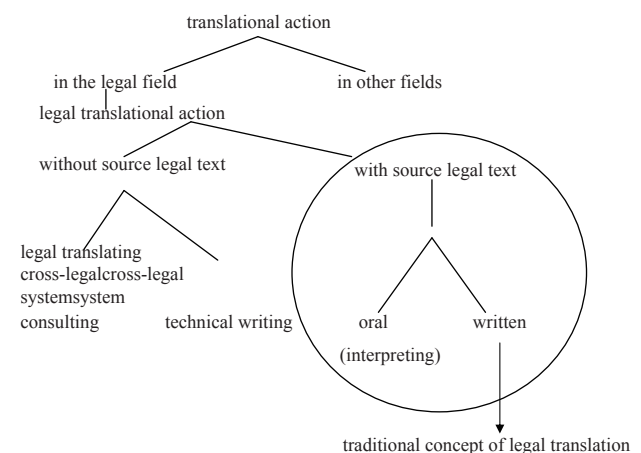 translational action
in the legal field in other fields
legal translational action
without source legal text with source legal text
legal translating
cross-legalcross-legal
systemsystem
consulting technical writing oral written
(interpreting)
traditional concept of legal translation